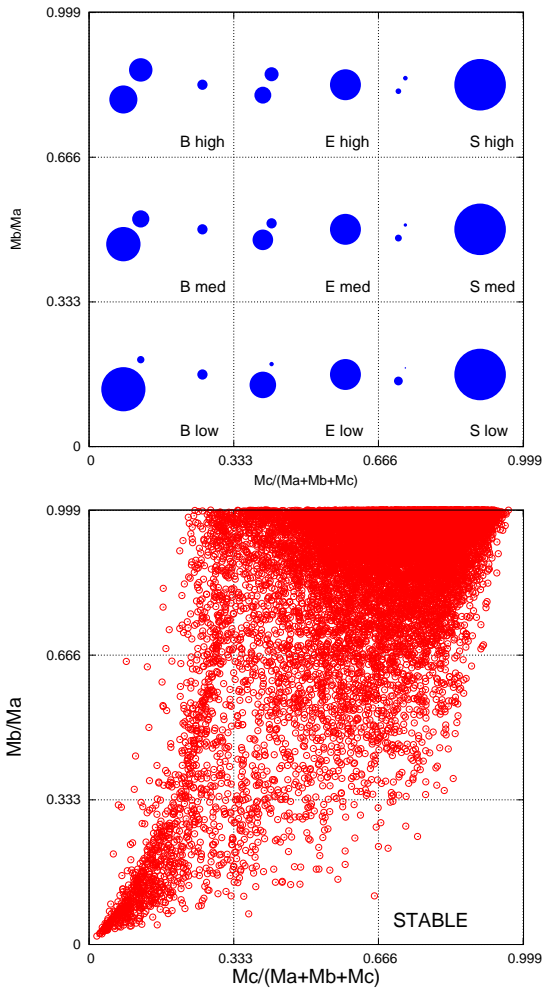 0.999
B high
E high
S high
0.666
Mb/Ma
B med
E med
S med
0.333
B low
E low
S low
0
0
0.333
0.666
0.999
Mc/(Ma+Mb+Mc)
0.999
0.666
Mb/Ma
0.333
STABLE
0
0
0.333
0.666
0.999
Mc/(Ma+Mb+Mc)